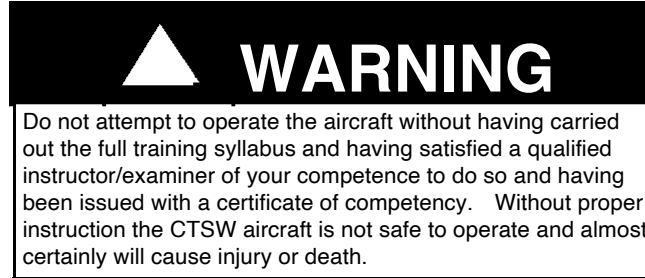 WARNING
Do not attempt to operate the aircraft without having carried
out the full training syllabus and having satisfied a qualified
instructor/examiner of your competence to do so and having
been issued with a certificate of competency. Without proper
instruction the CTSW aircraft is not safe to operate and almost
certainly will cause injury or death.